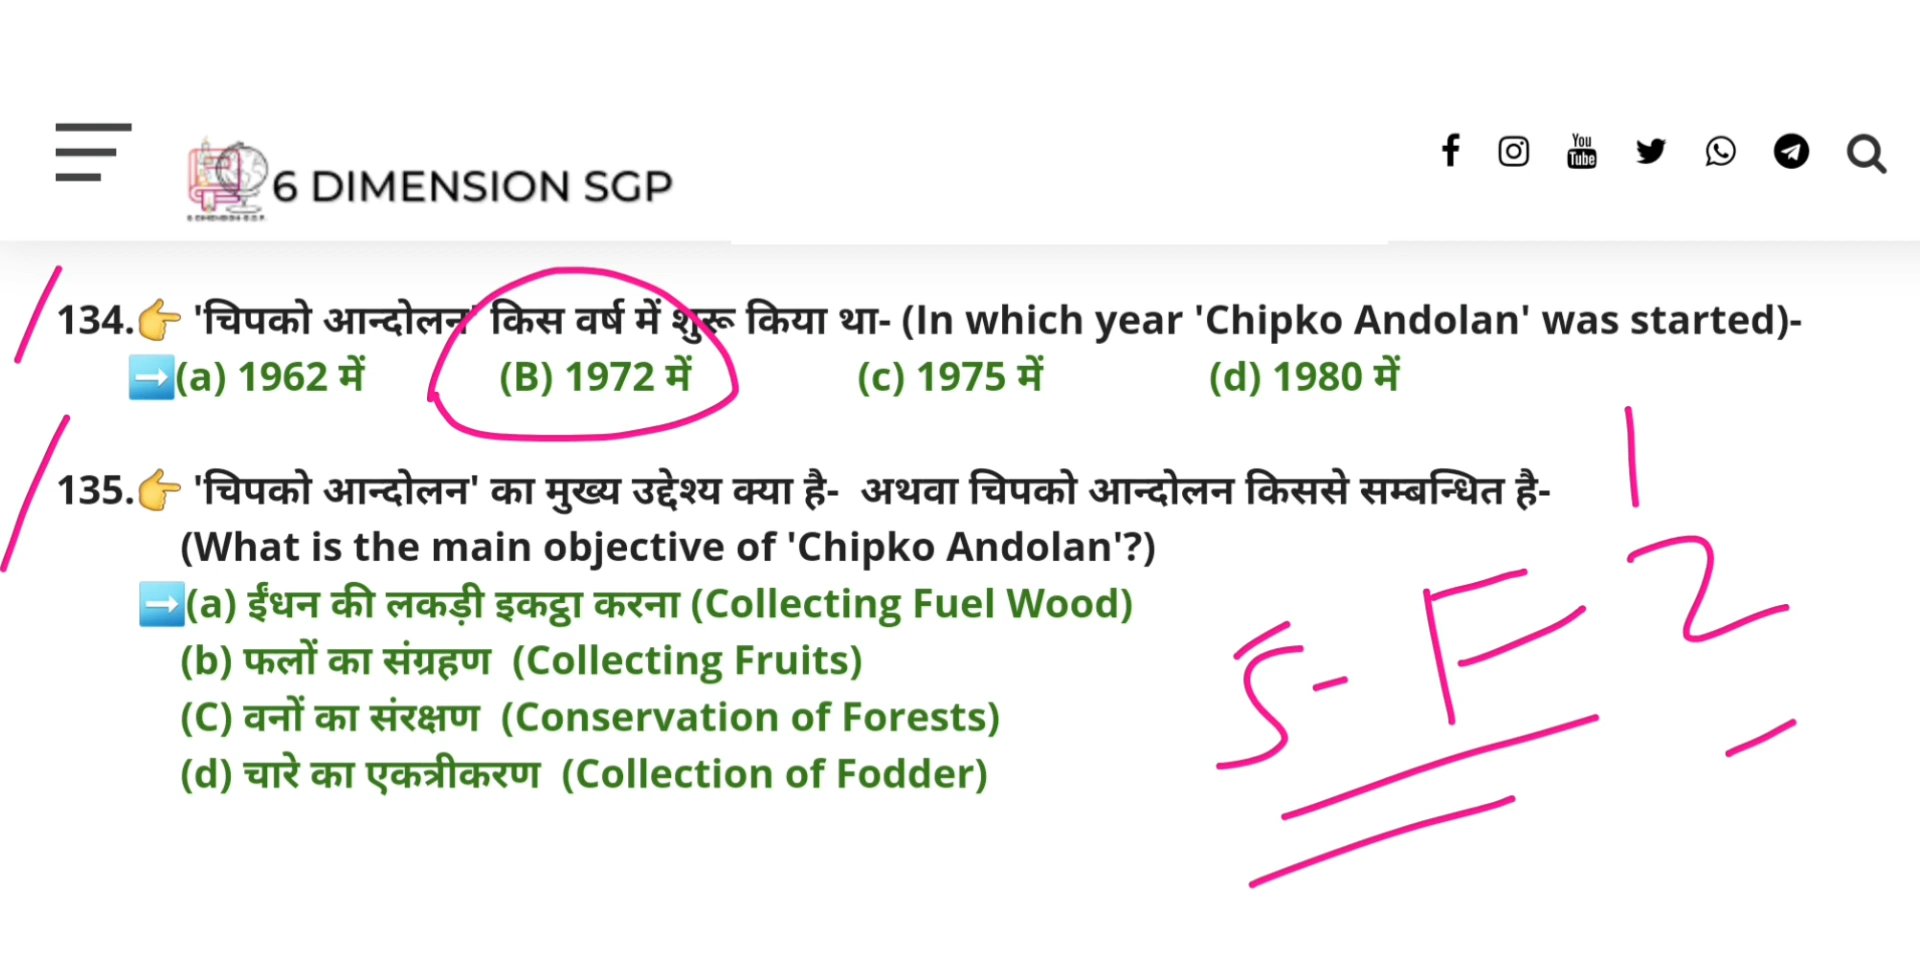 You
Tube
6 DIMENSION SGP
134.👉 'चिपको आन्दोलन' किस वर्ष में शुरू किया था- (In which year 'Chipko Andolan' was started)-
➡(a) 1962 में (B) 1972 में (c) 1975 में (d) 1980 में
135.👉 'चिपको आन्दोलन' का मुख्य उद्देश्य क्या है- अथवा चिपको आन्दोलन किससे सम्बन्धित है-
(What is the main objective of 'Chipko Andolan'?)
➡(a) ईंधन की लकड़ी इकट्ठा करना (Collecting Fuel Wood)
(b) फलों का संग्रहण (Collecting Fruits)
(C) वनों का संरक्षण (Conservation of Forests)
(d) चारे का एकत्रीकरण (Collection of Fodder)